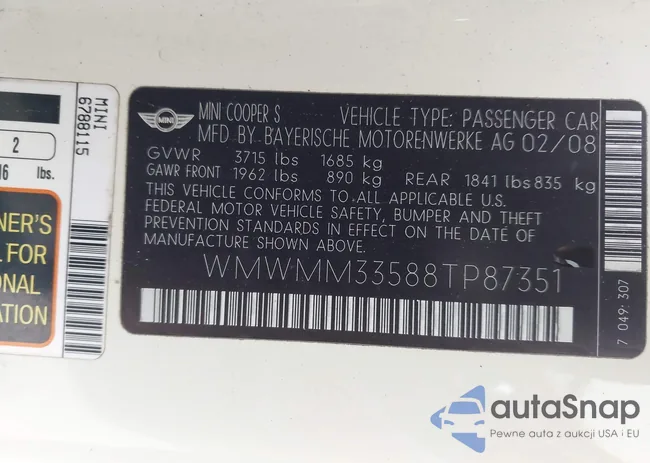 MINI
6788115
2
16 lbs.
NER'S
L FOR
ONAL
ATION
MINI
MINI COOPER S VEHICLE TYPE: PASSENGER CAR
MFD BY BAYERISCHE MOTORENWERKE AG 02/08
GVWR 3715 lbs 1685 kg
GAWR FRONT 1962 lbs 890 kg REAR 1841 lbs 835 kg
THIS VEHICLE CONFORMS TO ALL APPLICABLE U.S.
FEDERAL MOTOR VEHICLE SAFETY, BUMPER AND THEFT
PREVENTION STANDARDS IN EFFECT ON THE DATE OF
MANUFACTURE SHOWN ABOVE.
WMWMM33588TP87351
7 049: 307
autaSnap
Pewne auta z aukcji USA i EU